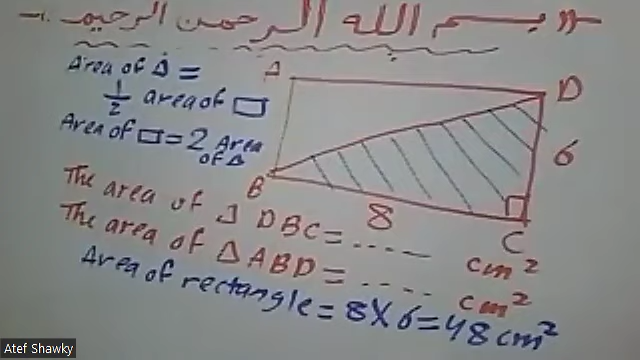 بسم الله الرحمن الرحيم
Area of Δ =
1/2 area of ▭
Area of ▭ = 2 Area of Δ
A
D
6
B
8
C
The area of Δ DBC = ...... cm²
The area of Δ ABD = ...... cm²
Area of rectangle = 8 X 6 = 48 cm²
Atef Shawky